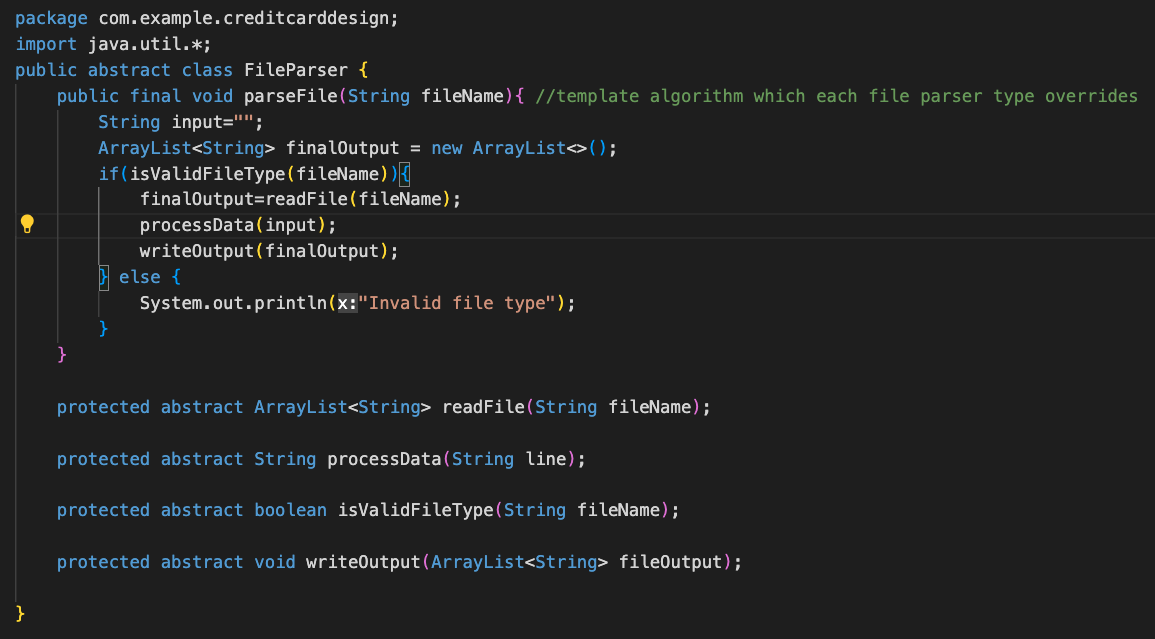 package com.example.creditcarddesign;
import java.util.*;
public abstract class FileParser {
    public final void parseFile(String fileName){ //template algorithm which each file parser type overrides
        String input="";
        ArrayList<String> finalOutput = new ArrayList<>();
        if(isValidFileType(fileName)){
            finalOutput=readFile(fileName);
            processData(input);
            writeOutput(finalOutput);
        } else {
            System.out.println(x:"Invalid file type");
        }
    }

    protected abstract ArrayList<String> readFile(String fileName);

    protected abstract String processData(String line);

    protected abstract boolean isValidFileType(String fileName);

    protected abstract void writeOutput(ArrayList<String> fileOutput);

}